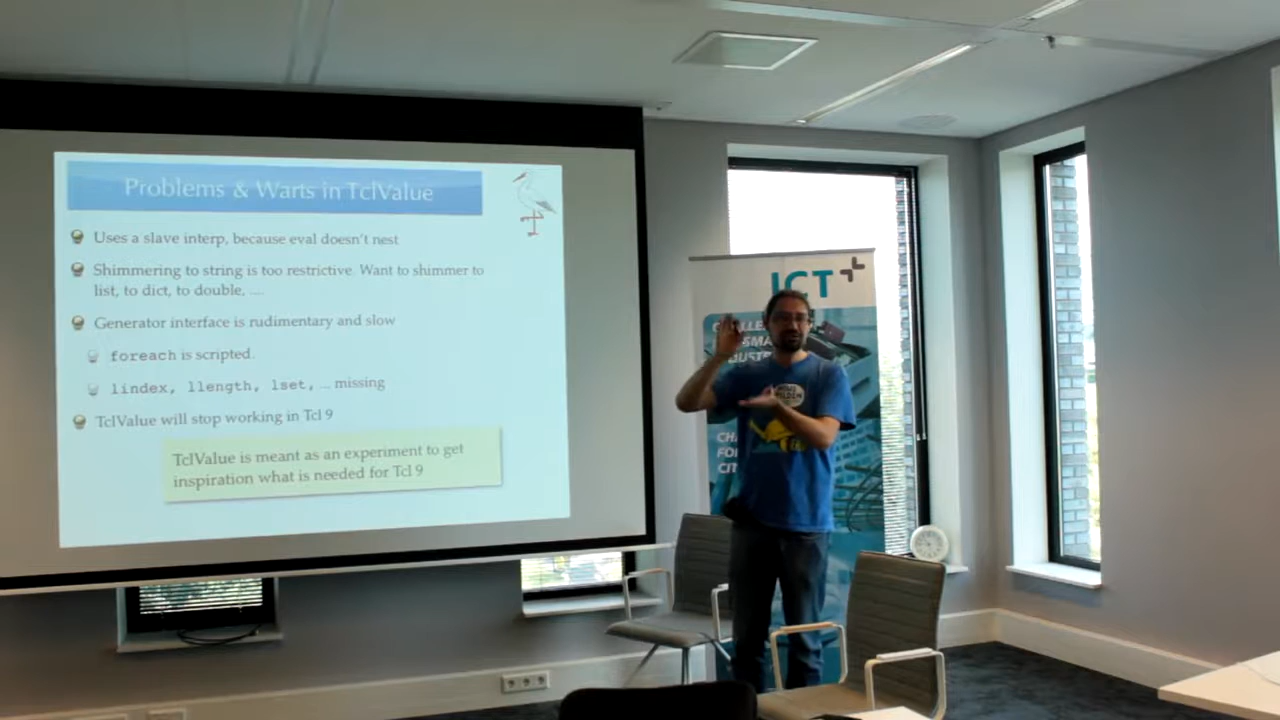 Problems & Warts in TclValue
Uses a slave interp, because eval doesn't nest
Shimmering to string is too restrictive. Want to shimmer to
list, to dict, to double, ....
Generator interface is rudimentary and slow
foreach is scripted.
lindex, llength, lset, ... missing
TclValue will stop working in Tcl 9
TclValue is meant as an experiment to get
inspiration what is needed for Tcl 9
ICT